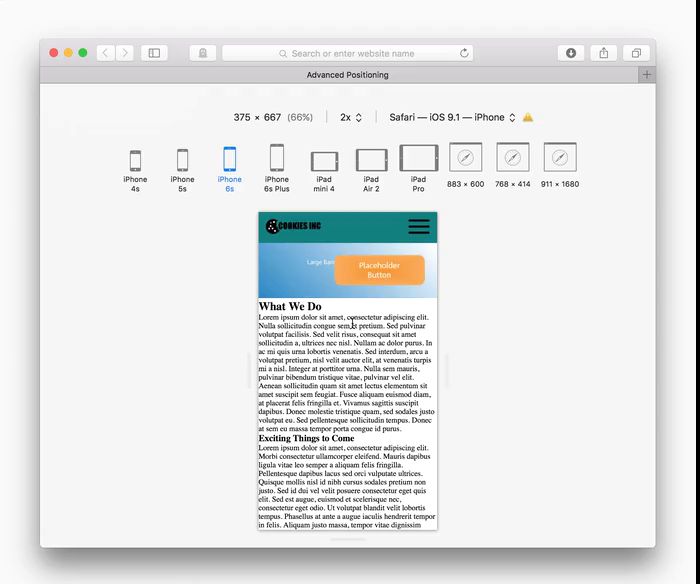 Search or enter website name
Advanced Positioning
375 × 667 (66%)
2x
Safari — iOS 9.1 — iPhone
iPhone
4s
iPhone
5s
iPhone
6s
iPhone
6s Plus
iPad
mini 4
iPad
Air 2
iPad
Pro
883 × 600
768 × 414
911 × 1680
COOKIES INC
Large Ban
Placeholder
Button
What We Do
Lorem ipsum dolor sit amet, consectetur adipiscing elit.
Nulla sollicitudin congue sem et pretium. Sed pulvinar
volutpat facilisis. Sed velit risus, consequat sit amet
sollicitudin a, ultrices nec nisl. Nullam ac dolor purus. In
ac mi quis urna lobortis venenatis. Sed interdum, arcu a
volutpat pretium, nisl velit auctor elit, at venenatis turpis
mi a nisl. Integer at porttitor urna. Nulla sem mauris,
pulvinar bibendum tristique vitae, pulvinar vel elit.
Aenean sollicitudin quam sit amet lectus elementum sit
amet suscipit sem feugiat. Fusce aliquam euismod diam,
at placerat felis fringilla et. Vivamus sagittis suscipit
dapibus. Donec molestie tristique quam, sed sodales justo
volutpat eu. Sed pellentesque sollicitudin tempus. Donec
at sem eu massa tempor porta congue id purus.
Exciting Things to Come
Lorem ipsum dolor sit amet, consectetur adipiscing elit.
Morbi consectetur ullamcorper eleifend. Mauris dapibus
ligula vitae leo semper a aliquam felis fringilla.
Pellentesque dapibus lacus sed orci vulputate ultrices.
Quisque mollis nisl id nibh cursus sodales pretium non
justo. Sed id dui vel velit posuere consectetur eget quis
elit. Sed est augue, euismod et scelerisque nec,
consectetur eget odio. Ut volutpat blandit velit lobortis
tempus. Phasellus at ante a augue iaculis hendrerit tempor
in felis. Aliquam justo massa, tempor vitae dignissim